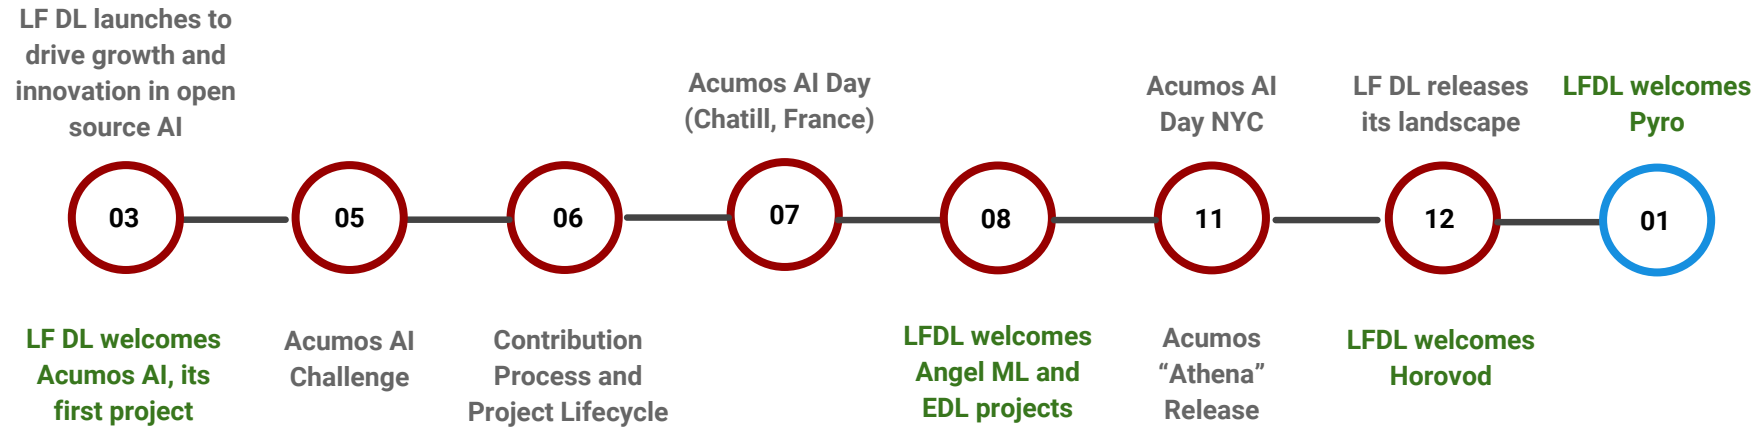 LF DL launches to
drive growth and
innovation in open
source AI
Acumos AI Day
(Chatill, France)
Acumos AI
Day NYC
LF DL releases
its landscape
LFDL welcomes
Pyro
03
05
06
07
08
11
12
01
LF DL welcomes
Acumos AI, its
first project
Acumos AI
Challenge
Contribution
Process and
Project Lifecycle
LFDL welcomes
Angel ML and
EDL projects
Acumos
“Athena”
Release
LFDL welcomes
Horovod